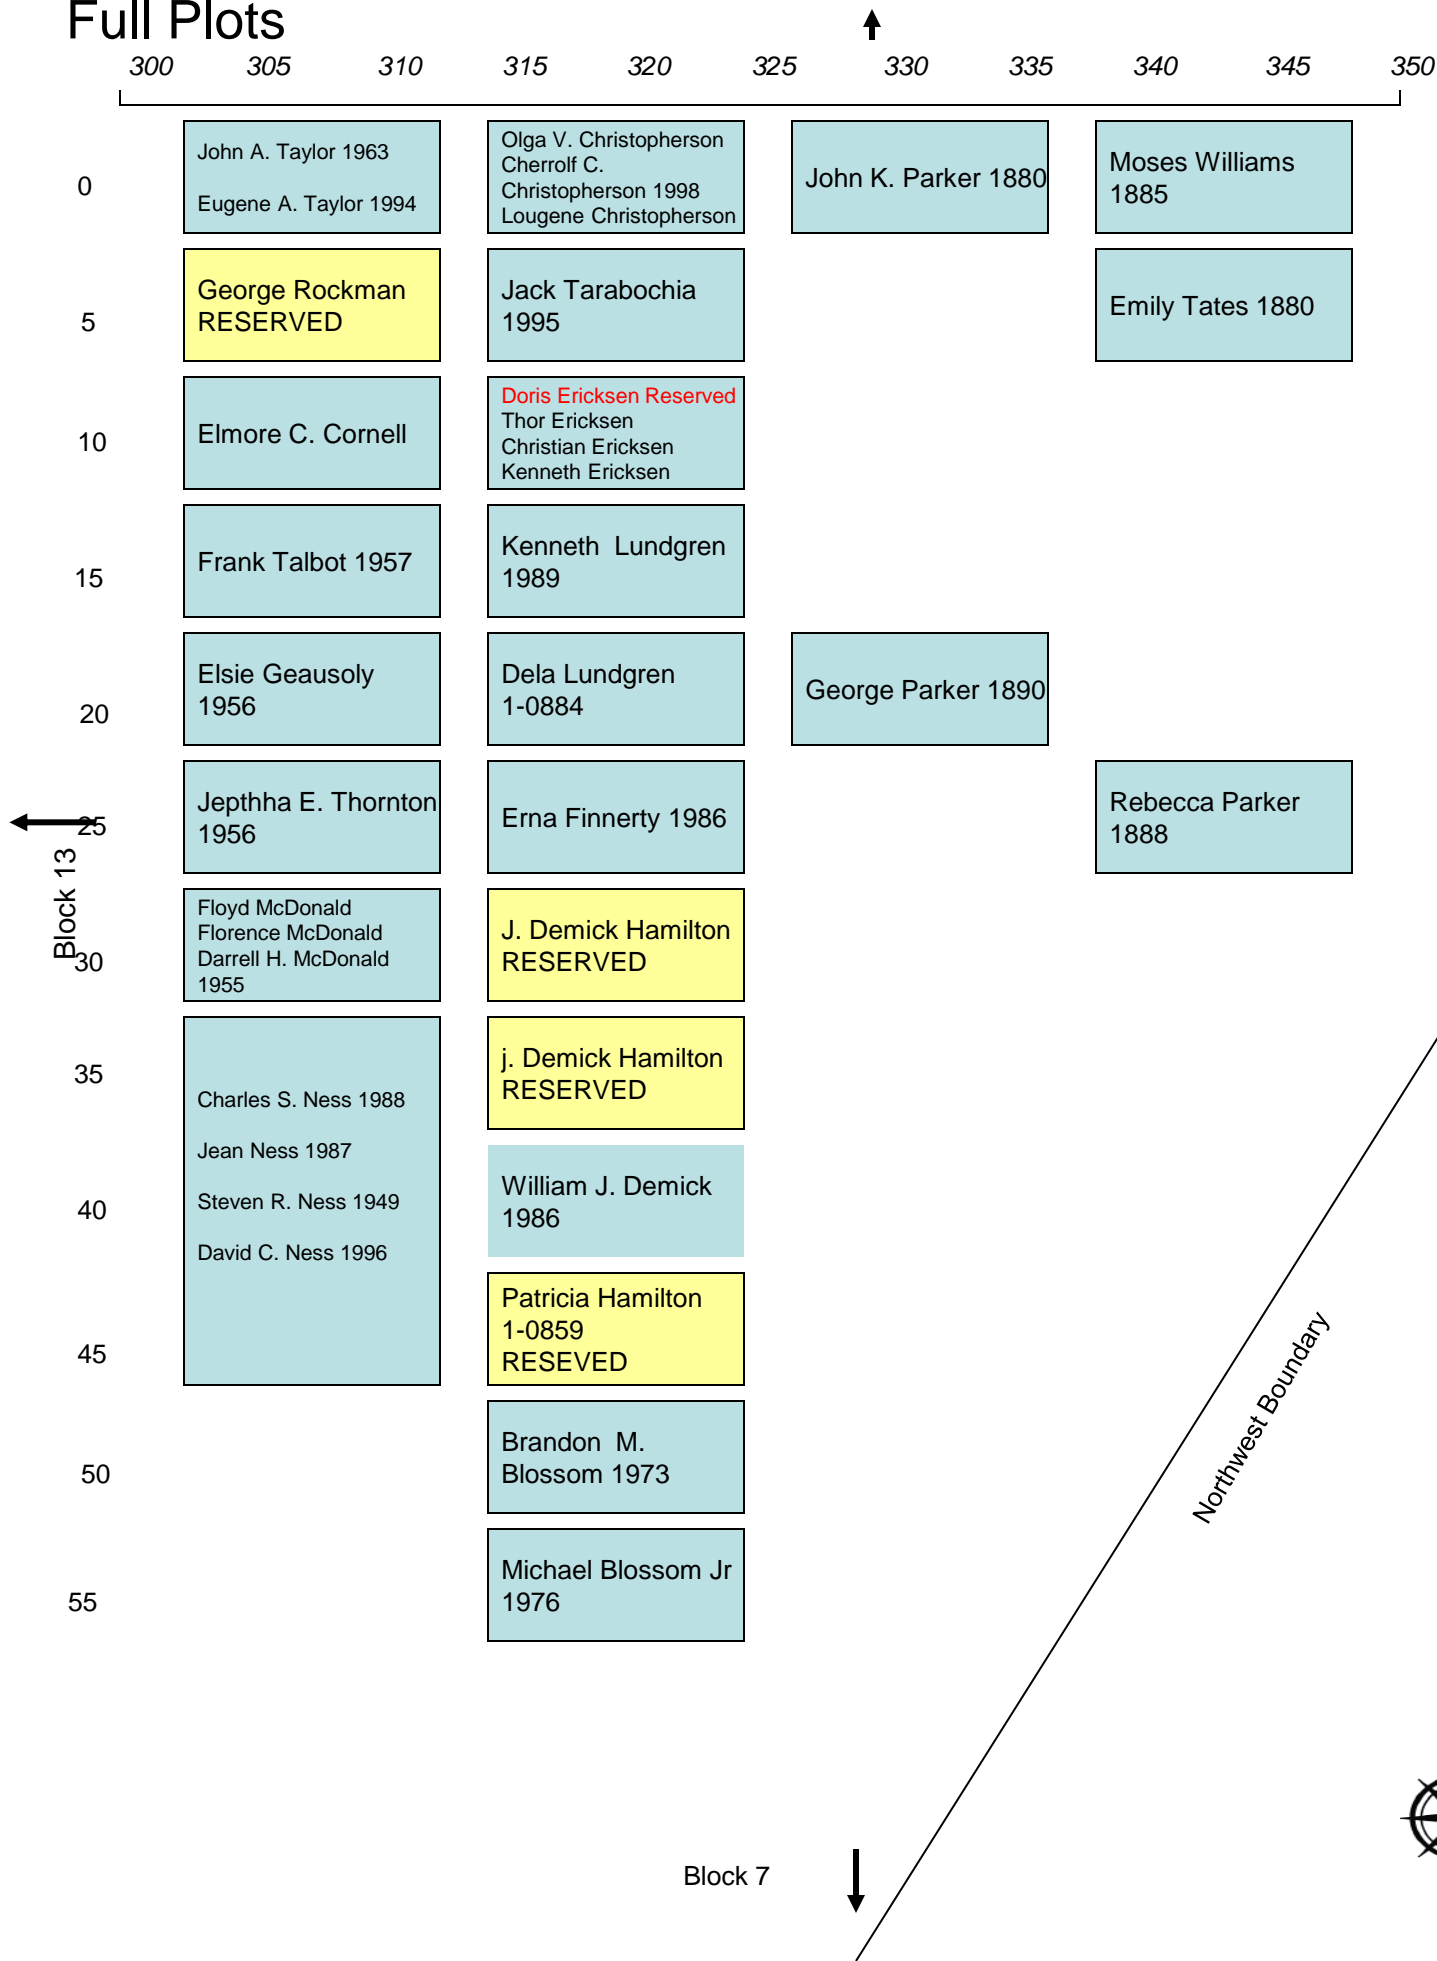 Full Plots
300 305 310 315 320 325 330 335 340 345 350
0
John A. Taylor 1963
Eugene A. Taylor 1994
Olga V. Christopherson
Cherrolf C.
Christopherson 1998
Lougene Christopherson
John K. Parker 1880
Moses Williams
1885
5
George Rockman
RESERVED
Jack Tarabochia
1995
Emily Tates 1880
10
Elmore C. Cornell
Doris Ericksen Reserved
Thor Ericksen
Christian Ericksen
Kenneth Ericksen
15
Frank Talbot 1957
Kenneth  Lundgren
1989
20
Elsie Geausoly
1956
Dela Lundgren
1-0884
George Parker 1890
25
Jepthha E. Thornton
1956
Erna Finnerty 1986
Rebecca Parker
1888
Block 13
30
Floyd McDonald
Florence McDonald
Darrell H. McDonald
1955
J. Demick Hamilton
RESERVED
35
Charles S. Ness 1988
Jean Ness 1987
Steven R. Ness 1949
David C. Ness 1996
j. Demick Hamilton
RESERVED
40
William J. Demick
1986
45
Patricia Hamilton
1-0859
RESEVED
50
Brandon  M.
Blossom 1973
55
Michael Blossom Jr
1976
Northwest Boundary
Block 7